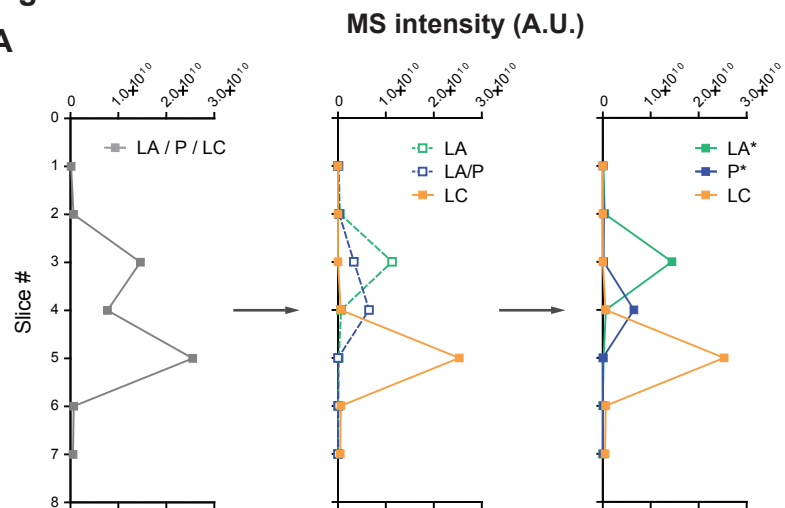 MS intensity (A.U.)
A
0 1.0x10¹⁰ 2.0x10¹⁰ 3.0x10¹⁰
0 1.0x10¹⁰ 2.0x10¹⁰ 3.0x10¹⁰
0 1.0x10¹⁰ 2.0x10¹⁰ 3.0x10¹⁰
Slice #
0
1
2
3
4
5
6
7
8
LA / P / LC
LA
LA/P
LC
LA*
P*
LC